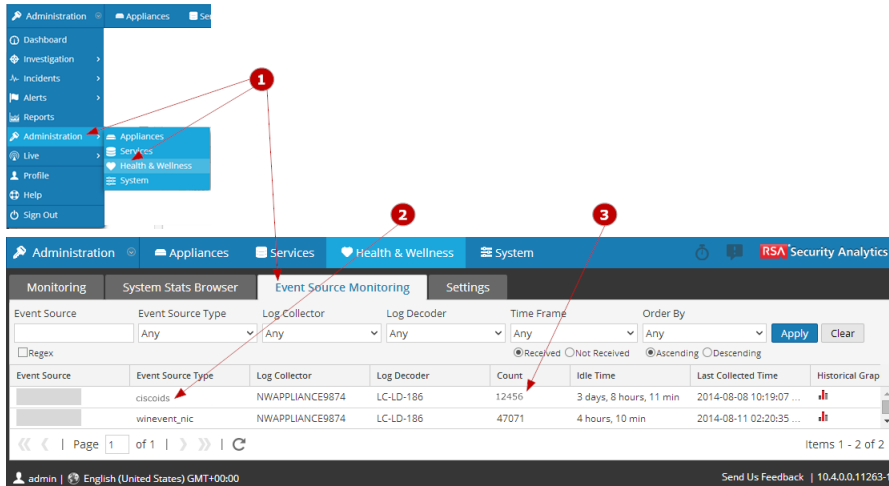 Administration Appliances Se
Dashboard
Investigation
Incidents
Alerts
Reports
Administration
Live
Profile
Help
Sign Out
Appliances
Services
Health & Wellness
System
1
2
3
Administration Appliances Services Health & Wellness System RSA Security Analytics
Monitoring System Stats Browser Event Source Monitoring Settings
Event Source Event Source Type Log Collector Log Decoder Time Frame Order By
Any Any Any Any Any Apply Clear
Regex Received Not Received Ascending Descending
Event Source Event Source Type Log Collector Log Decoder Count Idle Time Last Collected Time Historical Grap
ciscoids NWAPPLIANCE9874 LC-LD-186 12456 3 days, 8 hours, 11 min 2014-08-08 10:19:07 ...
winevent_nic NWAPPLIANCE9874 LC-LD-186 47071 4 hours, 10 min 2014-08-11 02:20:35 ...
Page 1 of 1 Items 1 - 2 of 2
admin | English (United States) GMT+00:00 Send Us Feedback | 10.4.0.0.11263-1